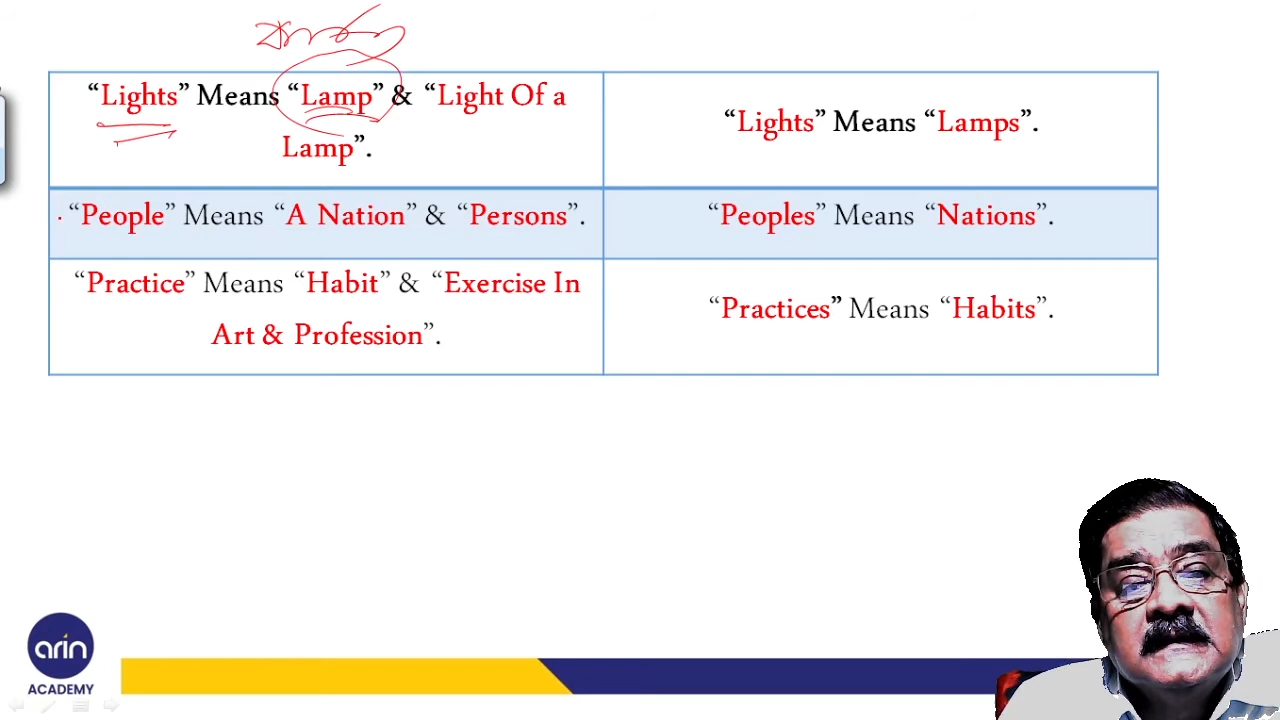 “Lights” Means “Lamp” & “Light Of a
Lamp”.
“Lights” Means “Lamps”.
“People” Means “A Nation” & “Persons”.
“Peoples” Means “Nations”.
“Practice” Means “Habit” & “Exercise In
Art & Profession”.
“Practices” Means “Habits”.
arin
ACADEMY